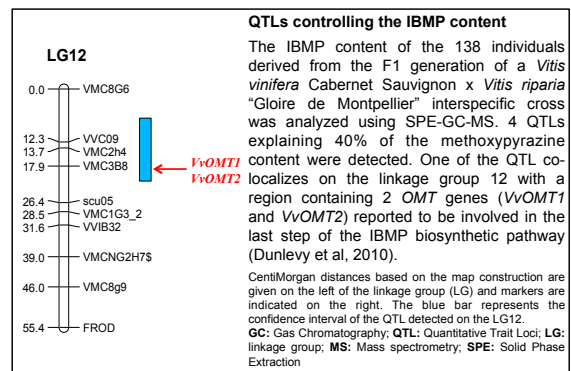 LG12
0.0 VMC8G6
12.3 VVC09
13.7 VMC2h4
17.9 VMC3B8
VvOMT1
VvOMT2
26.4 scu05
28.5 VMC1G3_2
31.6 VVIB32
39.0 VMCNG2H7$
46.0 VMC8g9
55.4 FROD
QTLs controlling the IBMP content
The IBMP content of the 138 individuals
derived from the F1 generation of a Vitis
vinifera Cabernet Sauvignon x Vitis riparia
“Gloire de Montpellier” interspecific cross
was analyzed using SPE-GC-MS. 4 QTLs
explaining 40% of the methoxypyrazine
content were detected. One of the QTL co-
localizes on the linkage group 12 with a
region containing 2 OMT genes (VvOMT1
and VvOMT2) reported to be involved in the
last step of the IBMP biosynthetic pathway
(Dunlevy et al, 2010).
CentiMorgan distances based on the map construction are
given on the left of the linkage group (LG) and markers are
indicated on the right. The blue bar represents the
confidence interval of the QTL detected on the LG12.
GC: Gas Chromatography; QTL: Quantitative Trait Loci; LG:
linkage group; MS: Mass spectrometry; SPE: Solid Phase
Extraction